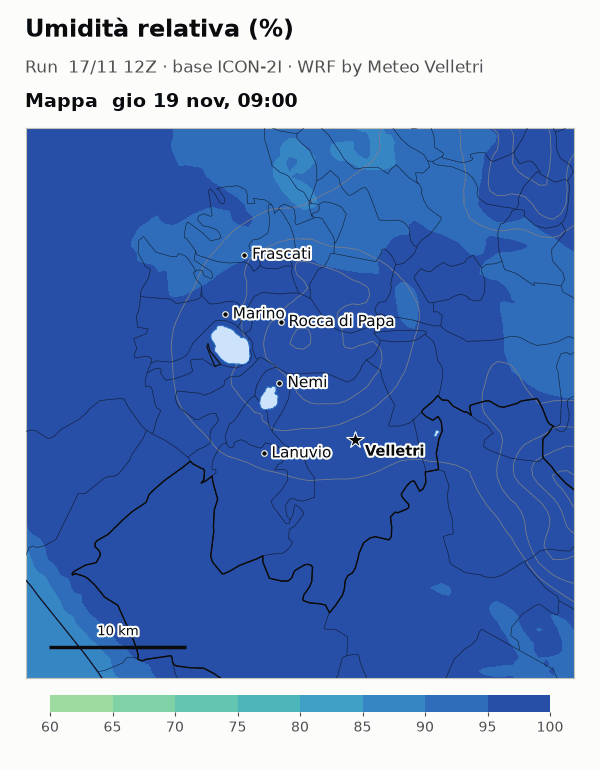 Umidità relativa (%)
Run  17/11 12Z · base ICON-2I · WRF by Meteo Velletri
Mappa  gio 19 nov, 09:00
Frascati
Marino
Rocca di Papa
Nemi
Velletri
Lanuvio
10 km
60 65 70 75 80 85 90 95 100